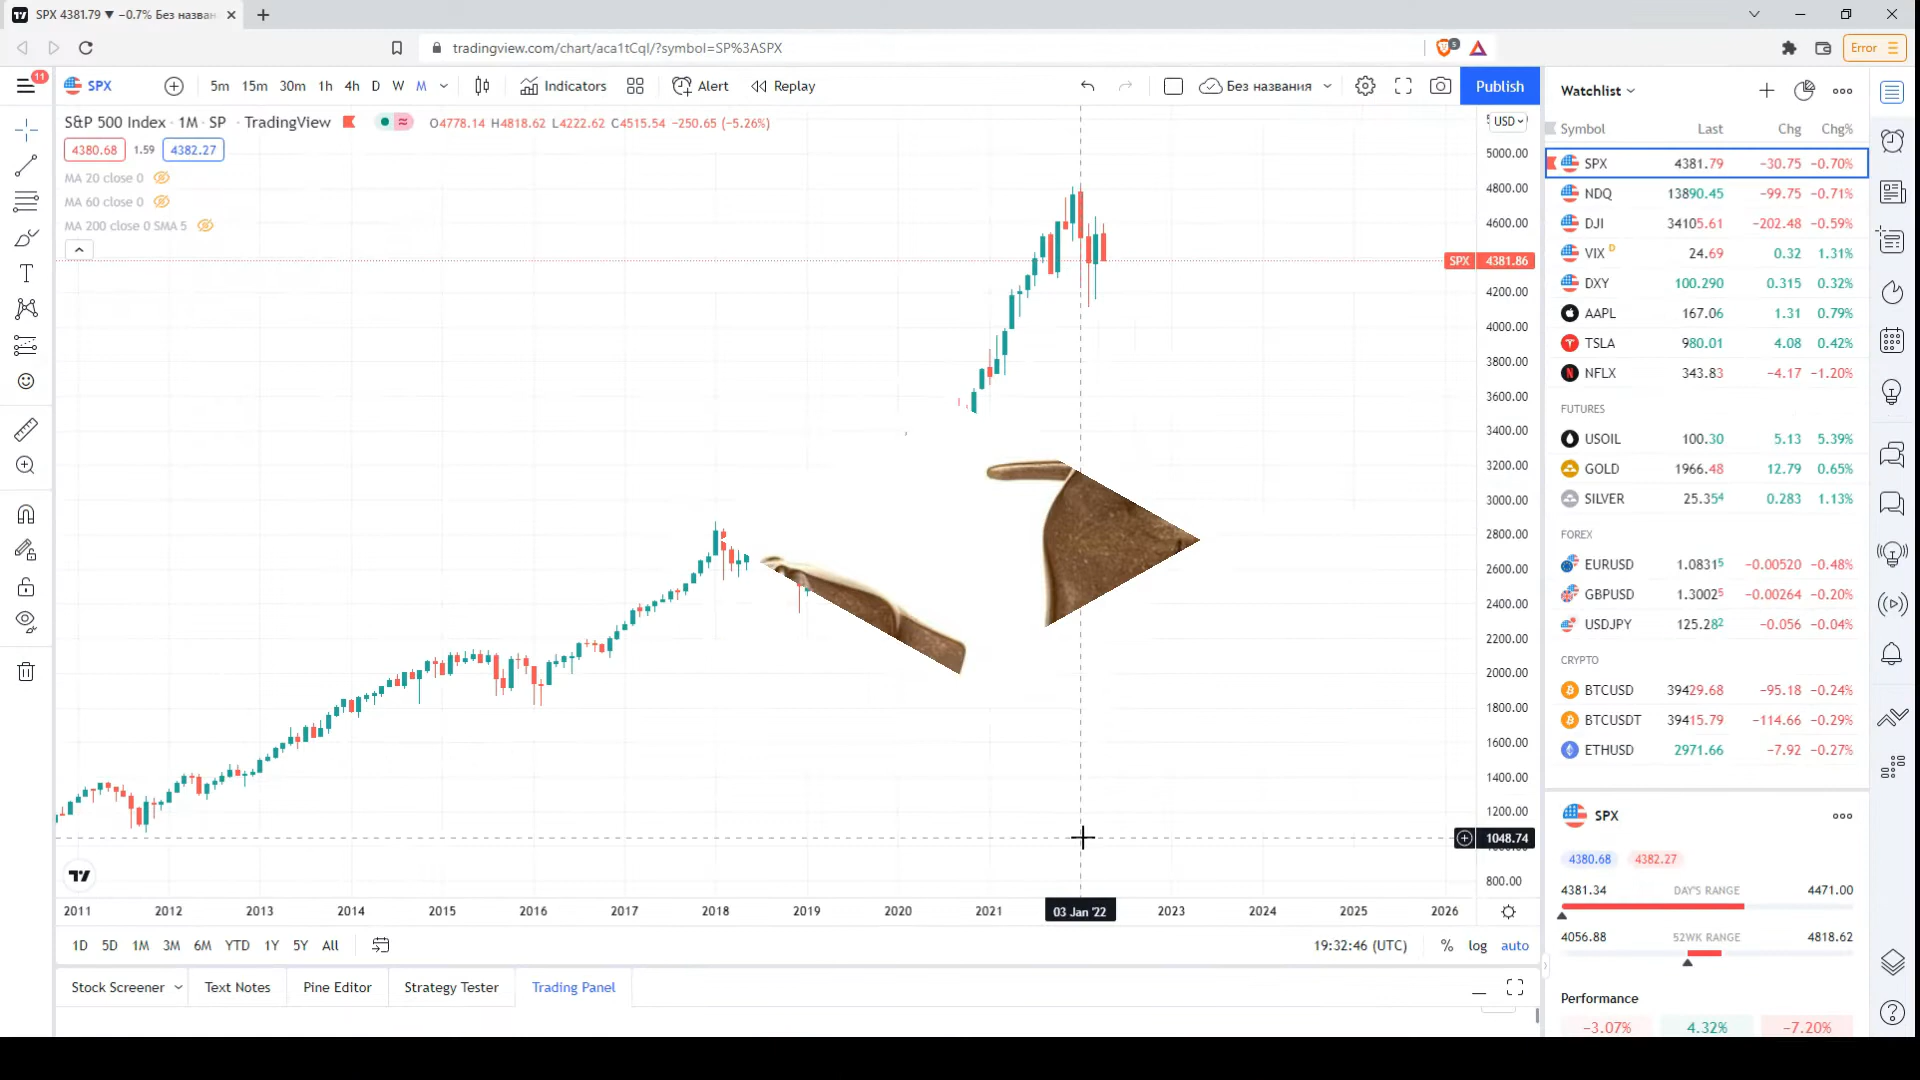 SPX 4381.79 ▼ −0.7% Без назван
tradingview.com/chart/aca1tCql/?symbol=SP%3ASPX
5
Error
11
SPX
5m 15m 30m 1h 4h D W M
Indicators
Alert
Replay
Без названия
Publish
S&P 500 Index · 1M · SP · TradingView
O4778.14 H4818.62 L4222.62 C4515.54 −250.65 (−5.26%)
4380.68 1.59 4382.27
MA 20 close 0
MA 60 close 0
MA 200 close 0 SMA 5
USD
5000.00
4800.00
4600.00
SPX 4381.86
4200.00
4000.00
3800.00
3600.00
3400.00
3200.00
3000.00
2800.00
2600.00
2400.00
2200.00
2000.00
1800.00
1600.00
1400.00
1200.00
1048.74
800.00
2011 2012 2013 2014 2015 2016 2017 2018 2019 2020 2021 03 Jan '22 2023 2024 2025 2026
1D 5D 1M 3M 6M YTD 1Y 5Y All
19:32:46 (UTC) % log auto
Stock Screener Text Notes Pine Editor Strategy Tester Trading Panel
Watchlist
Symbol Last Chg Chg%
SPX 4381.79 −30.75 −0.70%
NDQ 13890.45 −99.75 −0.71%
DJI 34105.61 −202.48 −0.59%
VIX D 24.69 0.32 1.31%
DXY 100.290 0.315 0.32%
AAPL 167.06 1.31 0.79%
TSLA 980.01 4.08 0.42%
NFLX 343.83 −4.17 −1.20%
FUTURES
USOIL 100.30 5.13 5.39%
GOLD 1966.48 12.79 0.65%
SILVER 25.354 0.283 1.13%
FOREX
EURUSD 1.08315 −0.00520 −0.48%
GBPUSD 1.30025 −0.00264 −0.20%
USDJPY 125.282 −0.056 −0.04%
CRYPTO
BTCUSD 39429.68 −95.18 −0.24%
BTCUSDT 39415.79 −114.66 −0.29%
ETHUSD 2971.66 −7.92 −0.27%
SPX
4380.68 4382.27
4381.34 DAY'S RANGE 4471.00
4056.88 52WK RANGE 4818.62
Performance
−3.07% 4.32% −7.20%